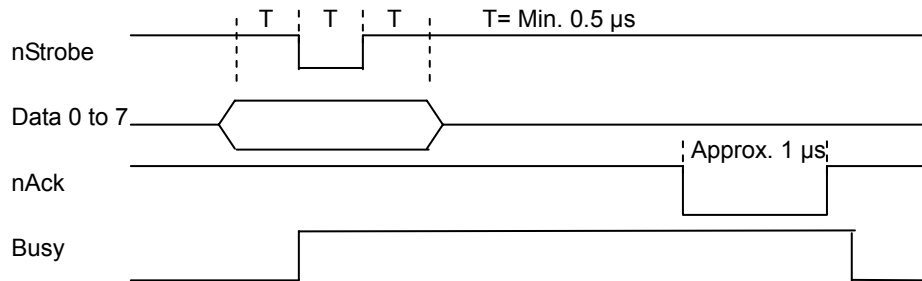 T T T T= Min. 0.5 µs
nStrobe
Data 0 to 7
Approx. 1 µs
nAck
Busy